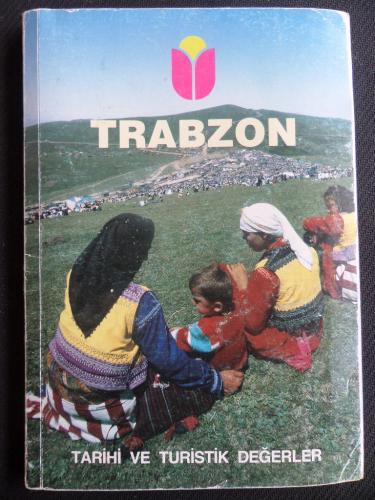 TRABZON
TARİHİ VE TURİSTİK DEĞERLER